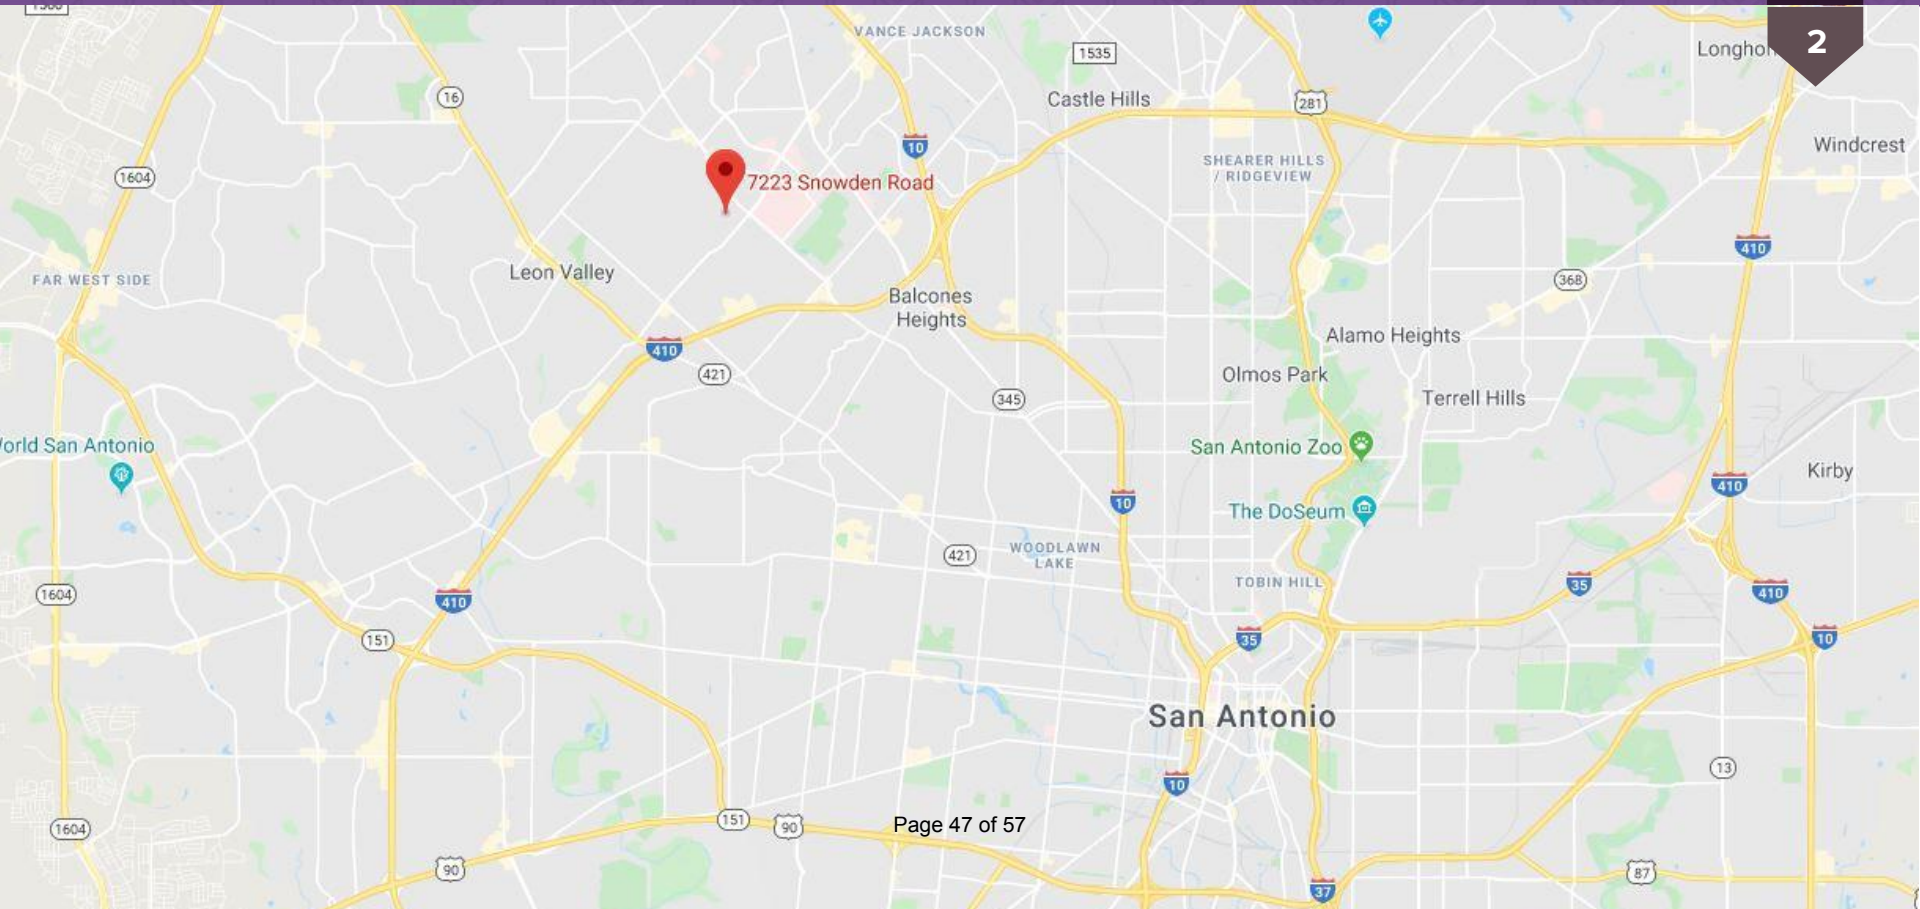 VANCE JACKSON
1535
2
16
Castle Hills
281
Windcrest
10
SHEARER HILLS
/ RIDGEVIEW
1604
7223 Snowden Road
410
FAR WEST SIDE
Leon Valley
368
Balcones
Heights
Alamo Heights
410
421
Olmos Park
345
Terrell Hills
San Antonio Zoo
World San Antonio
Kirby
410
10
The DoSeum
421
WOODLAWN
LAKE
TOBIN HILL
35
410
1604
410
151
35
10
San Antonio
13
10
151
90
Page 47 of 57
1604
90
87
37